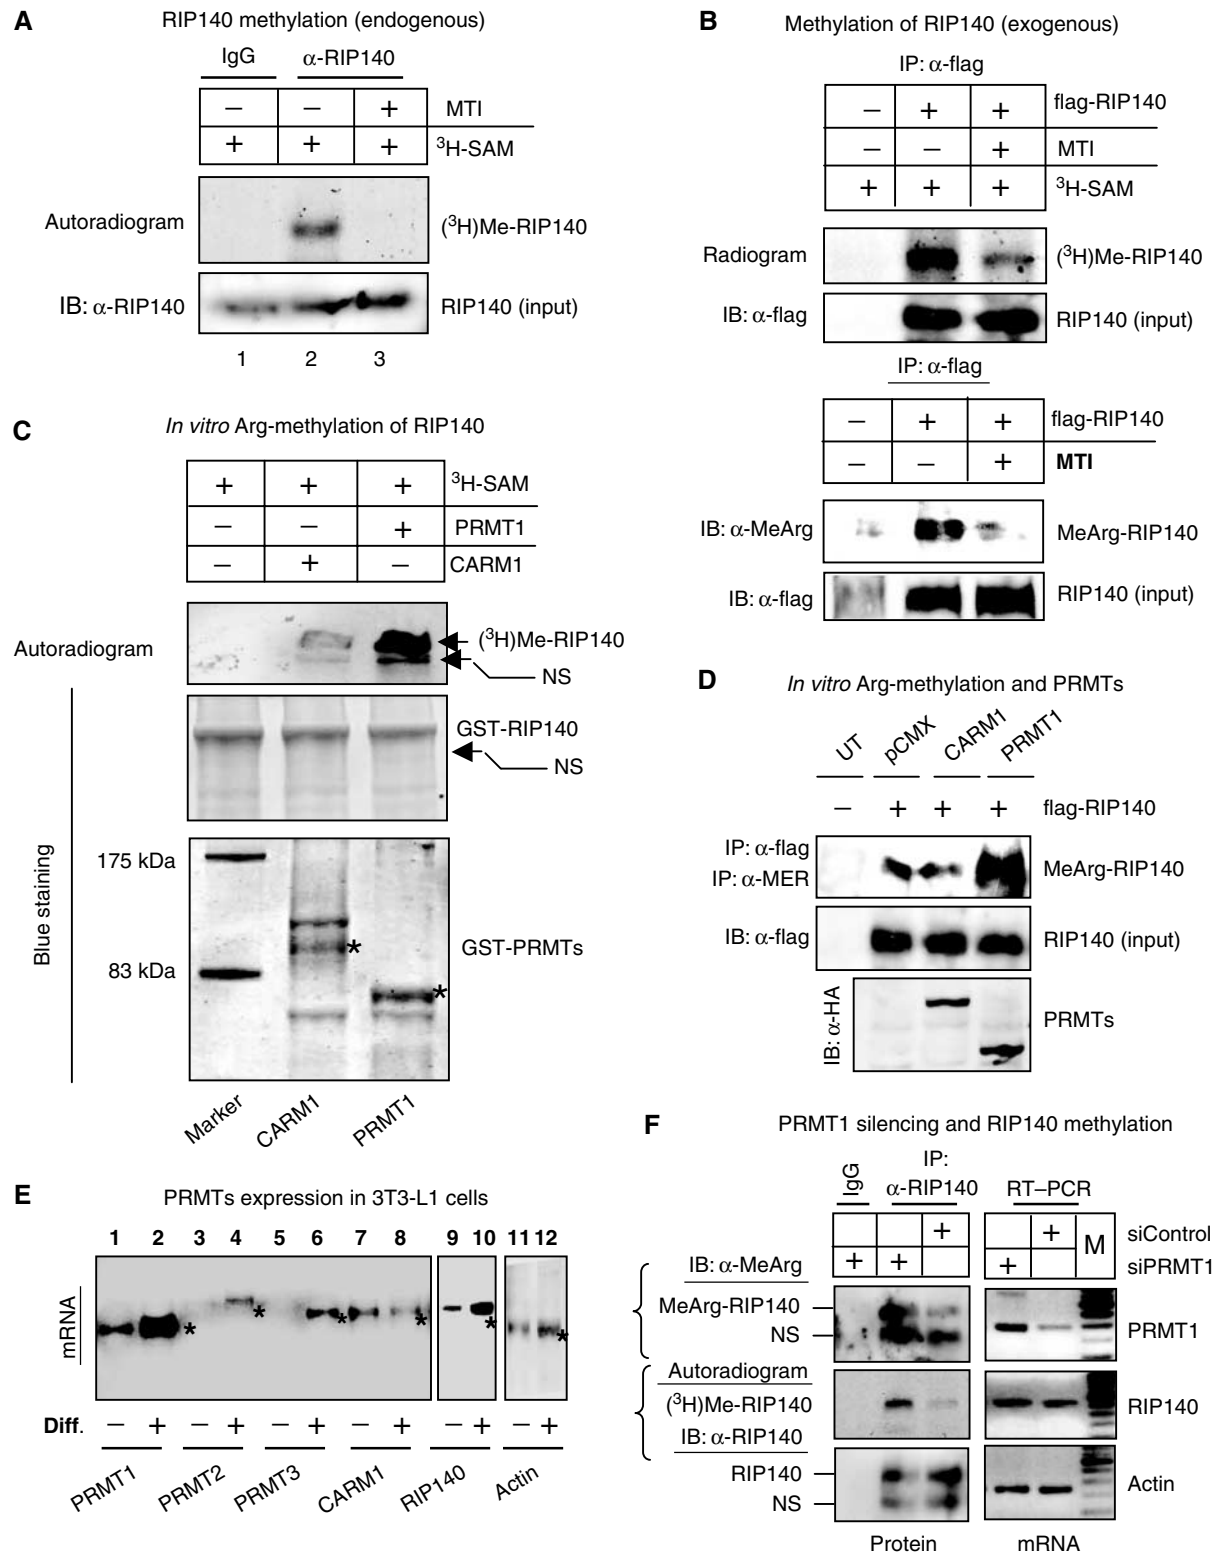 A
RIP140 methylation (endogenous)
IgG α-RIP140
– – + MTI
+ + + ³H-SAM
Autoradiogram (³H)Me-RIP140
IB: α-RIP140 RIP140 (input)
1 2 3
B
Methylation of RIP140 (exogenous)
IP: α-flag
– + + flag-RIP140
– – + MTI
+ + + ³H-SAM
Radiogram (³H)Me-RIP140
IB: α-flag RIP140 (input)
IP: α-flag
– + + flag-RIP140
– – + MTI
IB: α-MeArg MeArg-RIP140
IB: α-flag RIP140 (input)
C
In vitro Arg-methylation of RIP140
+ + + ³H-SAM
– – + PRMT1
– + – CARM1
Autoradiogram (³H)Me-RIP140
NS
GST-RIP140
NS
Blue staining
175 kDa
*
GST-PRMTs
83 kDa
*
Marker CARM1 PRMT1
D
In vitro Arg-methylation and PRMTs
UT pCMX CARM1 PRMT1
– + + + flag-RIP140
IP: α-flag
IP: α-MER
MeArg-RIP140
IB: α-flag RIP140 (input)
IB: α-HA PRMTs
E
PRMTs expression in 3T3-L1 cells
1 2 3 4 5 6 7 8 9 10 11 12
mRNA
* * * * * *
Diff. – + – + – + – + – + – +
PRMT1 PRMT2 PRMT3 CARM1 RIP140 Actin
F
PRMT1 silencing and RIP140 methylation
IgG
IP:
α-RIP140
RT–PCR
+ + M siControl
+ + + siPRMT1
IB: α-MeArg
MeArg-RIP140
NS
PRMT1
Autoradiogram
(³H)Me-RIP140
RIP140
IB: α-RIP140
RIP140
NS
Actin
Protein mRNA